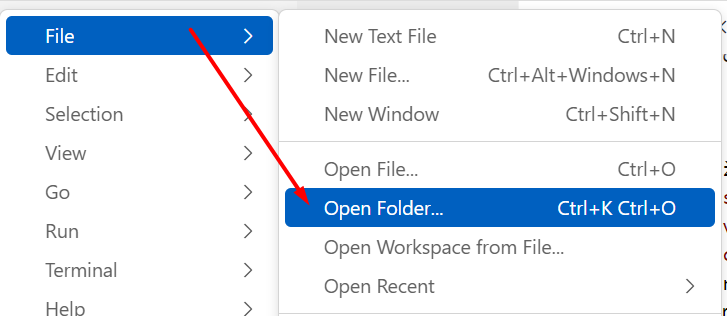 File
Edit
Selection
View
Go
Run
Terminal
Help
New Text File Ctrl+N
New File... Ctrl+Alt+Windows+N
New Window Ctrl+Shift+N
Open File... Ctrl+O
Open Folder... Ctrl+K Ctrl+O
Open Workspace from File...
Open Recent